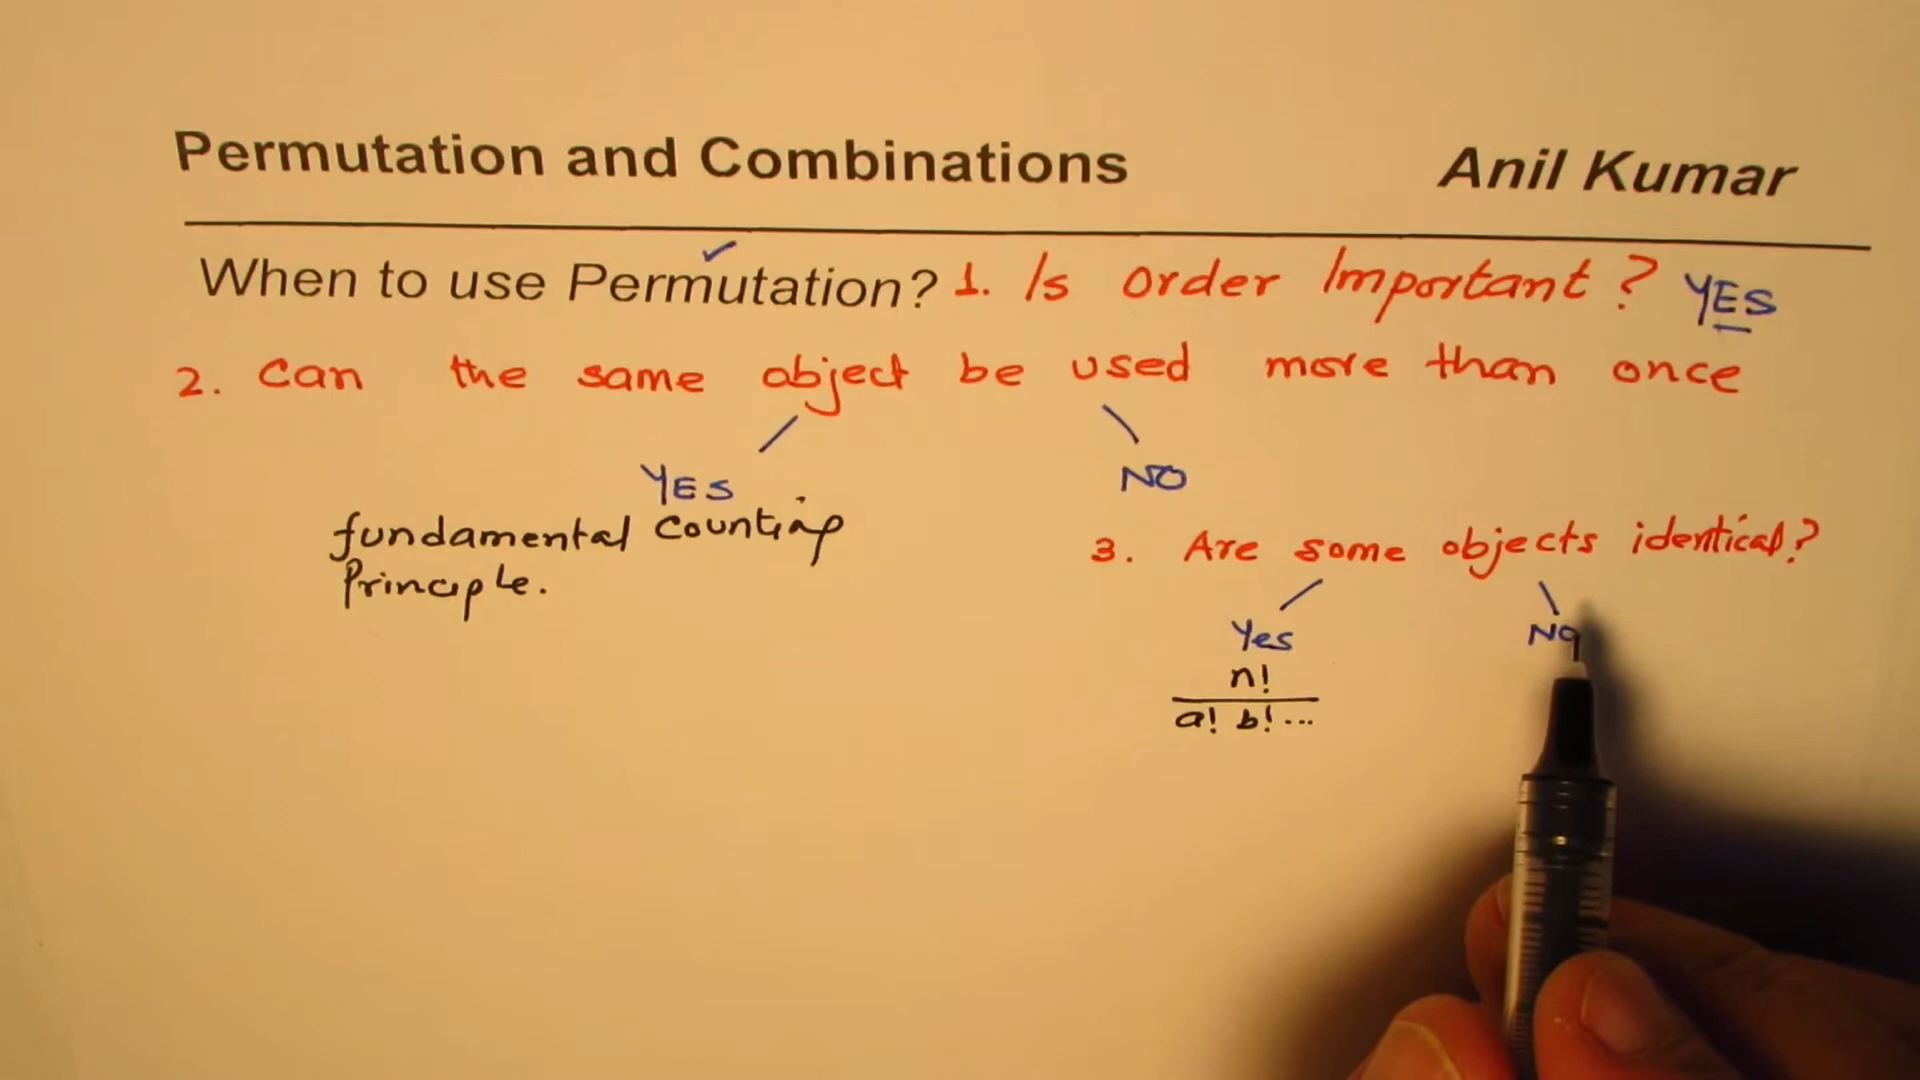 Permutation and Combinations Anil Kumar
When to use Permutation? 1. Is Order Important? YES
2. Can the same object be used more than once
YES NO
fundamental Counting
Principle.
3. Are some objects identical?
Yes No
n!
a! b! ...